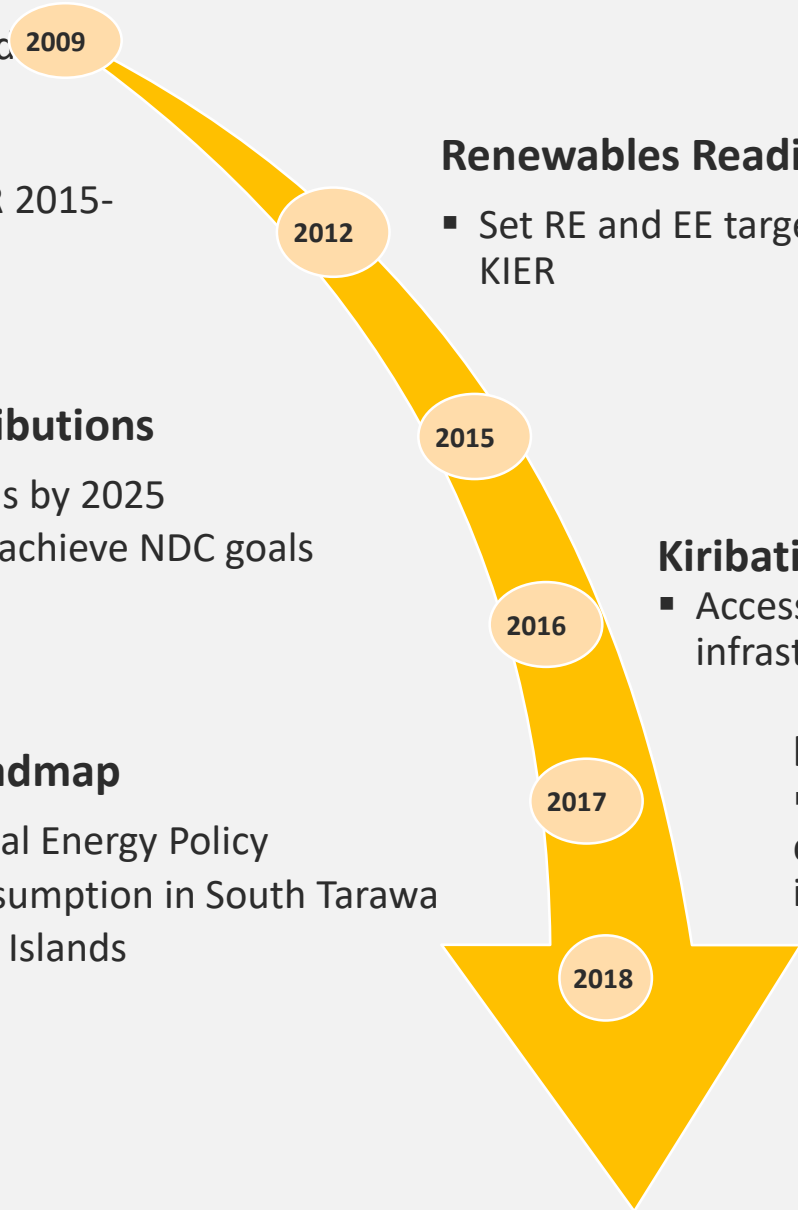 2009
R 2015-
2012
Renewables Readi
▪ Set RE and EE targe
KIER
ibutions
s by 2025
achieve NDC goals
2015
2016
Kiribati
▪ Access
infrast
admap
al Energy Policy
sumption in South Tarawa
Islands
2017
2018